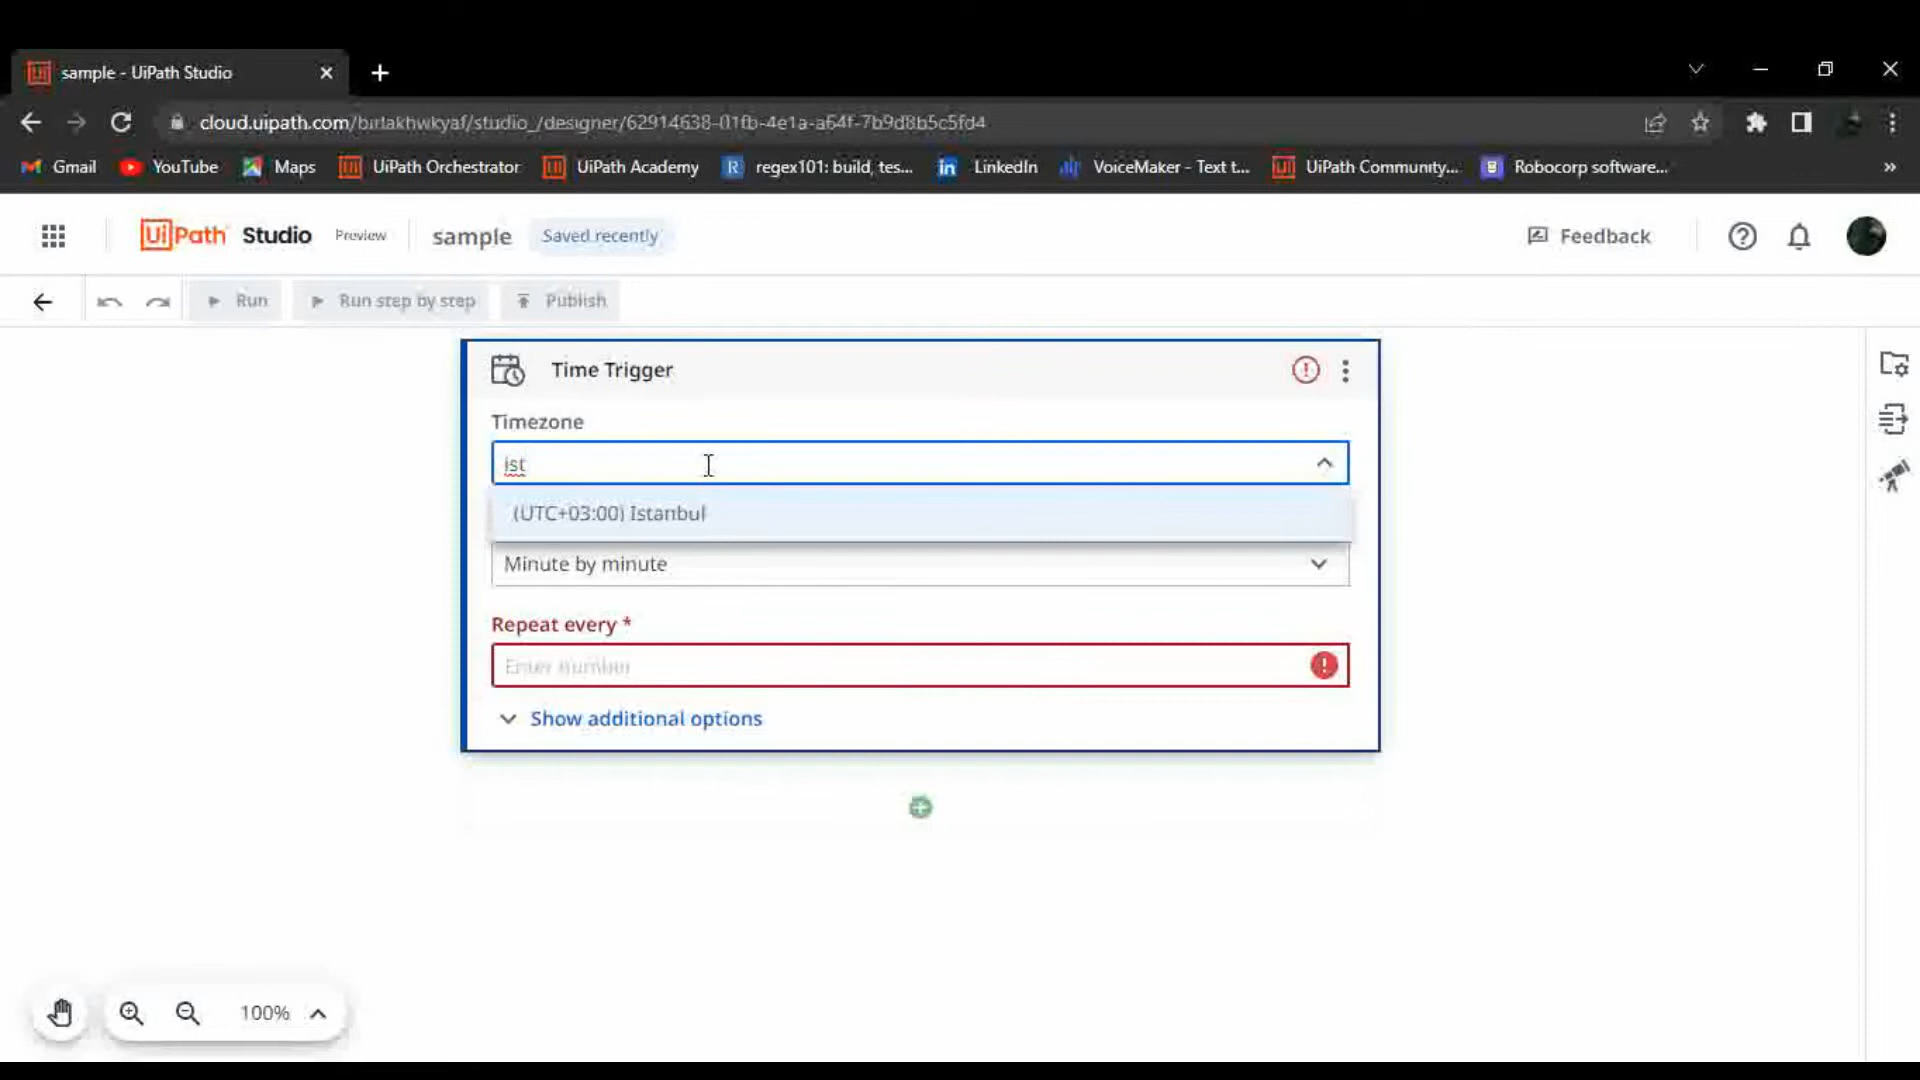 sample - UiPath Studio
cloud.uipath.com/birlakhwkyaf/studio_/designer/62914638-01fb-4e1a-a64f-7b9d8b5c5fd4
Gmail YouTube Maps UiPath Orchestrator UiPath Academy regex101: build, tes... LinkedIn VoiceMaker - Text t... UiPath Community... Robocorp software... »
UiPath Studio Preview sample Saved recently Feedback
Run Run step by step Publish
Time Trigger
Timezone
ist
(UTC+03:00) Istanbul
Minute by minute
Repeat every *
Enter number
Show additional options
100%